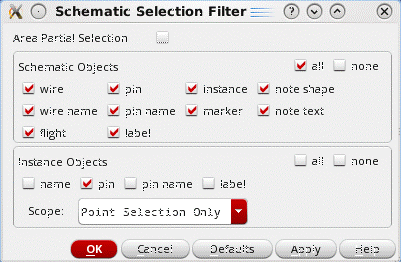 Schematic Selection Filter
Area Partial Selection
Schematic Objects all none
wire pin instance note shape
wire name pin name marker note text
flight label
Instance Objects all none
name pin pin name label
Scope: Point Selection Only
OK Cancel Defaults Apply Help